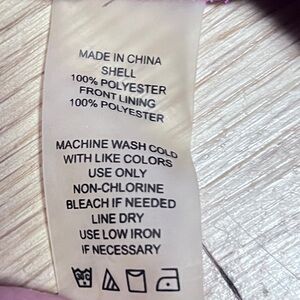 MADE IN CHINA
SHELL
100% POLYESTER
FRONT LINING
100% POLYESTER
MACHINE WASH COLD
WITH LIKE COLORS
USE ONLY
NON-CHLORINE
BLEACH IF NEEDED
LINE DRY
USE LOW IRON
IF NECESSARY